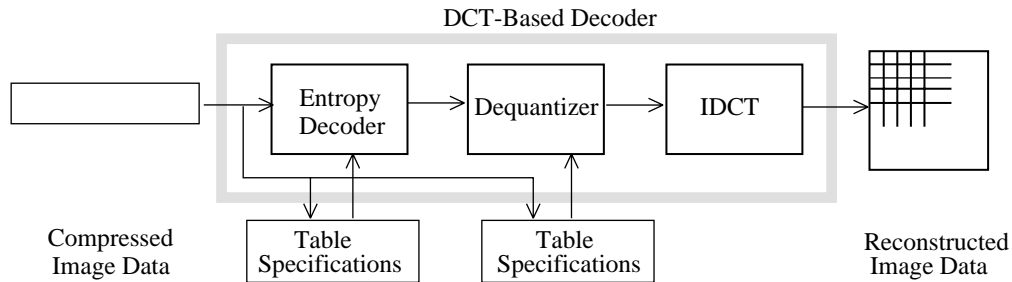 DCT-Based Decoder
Entropy
Decoder
Dequantizer
IDCT
Compressed
Image Data
Table
Specifications
Table
Specifications
Reconstructed
Image Data